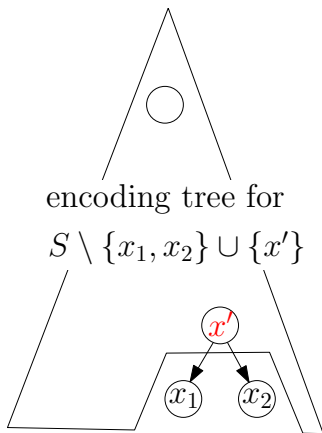 encoding tree for
S \ {x₁, x₂} ∪ {x′}
x′
x₁ x₂